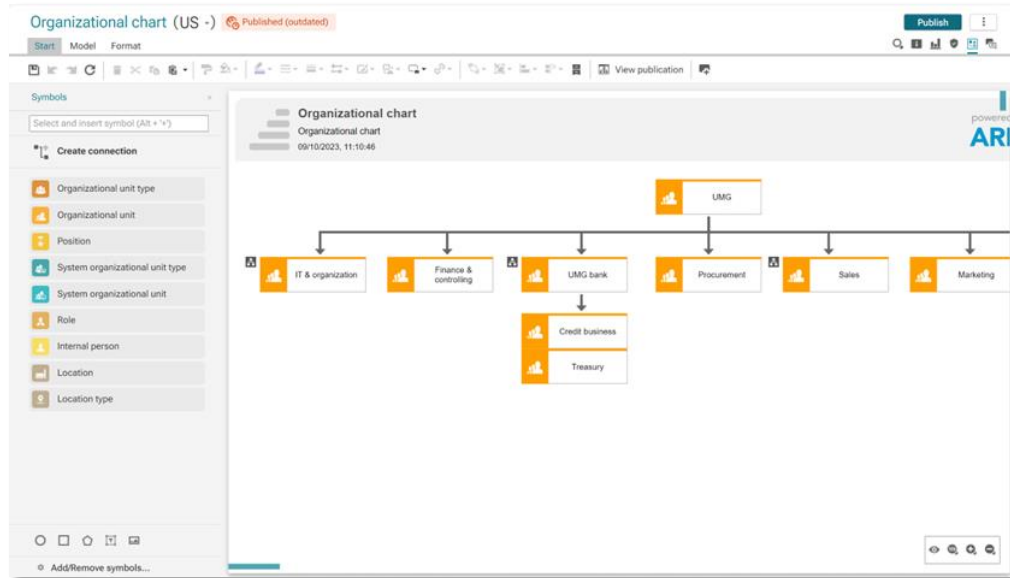 Organizational chart (US -) Published (outdated) Publish
Start Model Format
View publication
Symbols
Select and insert symbol (Alt + '+')
Create connection
Organizational unit type
Organizational unit
Position
System organizational unit type
System organizational unit
Role
Internal person
Location
Location type
Add/Remove symbols...
Organizational chart
Organizational chart
09/10/2023, 11:10:46
powered
ARI
UMG
IT & organization
Finance &
controlling
UMG bank
Procurement
Sales
Marketing
Credit business
Treasury